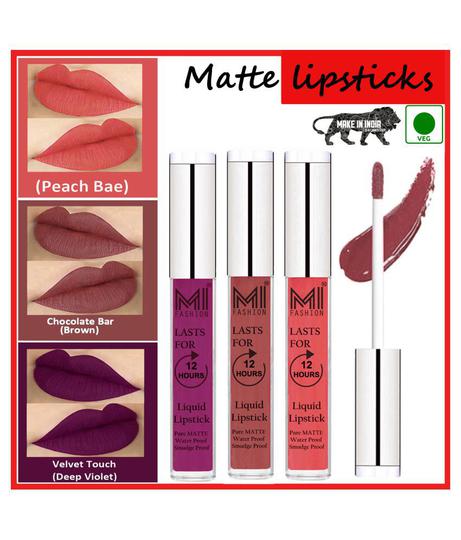 Matte lipsticks
MAKE IN INDIA
VEG
(Peach Bae)
Chocolate Bar
(Brown)
Velvet Touch
(Deep Violet)
MI
FASHION
LASTS
FOR
12
HOURS
Liquid
Lipstick
Pure MATTE
Water Proof
Smudge Proof
MI
FASHION
LASTS
FOR
12
HOURS
Liquid
Lipstick
Pure MATTE
Water Proof
Smudge Proof
MI
FASHION
LASTS
FOR
12
HOURS
Liquid
Lipstick
Pure MATTE
Water Proof
Smudge Proof